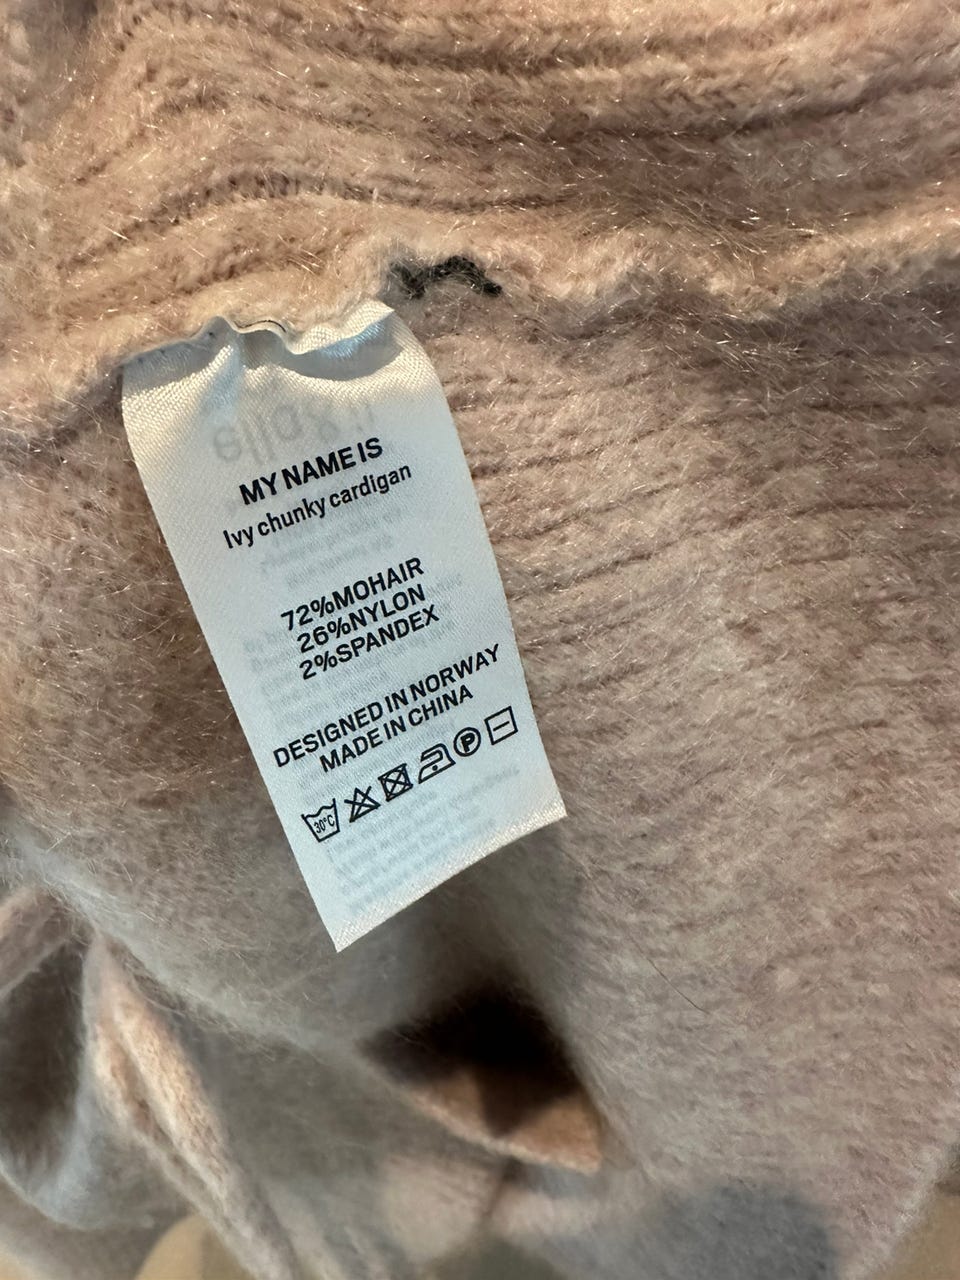 MY NAME IS
Ivy chunky cardigan
72%MOHAIR
26%NYLON
2%SPANDEX
DESIGNED IN NORWAY
MADE IN CHINA
30°C P